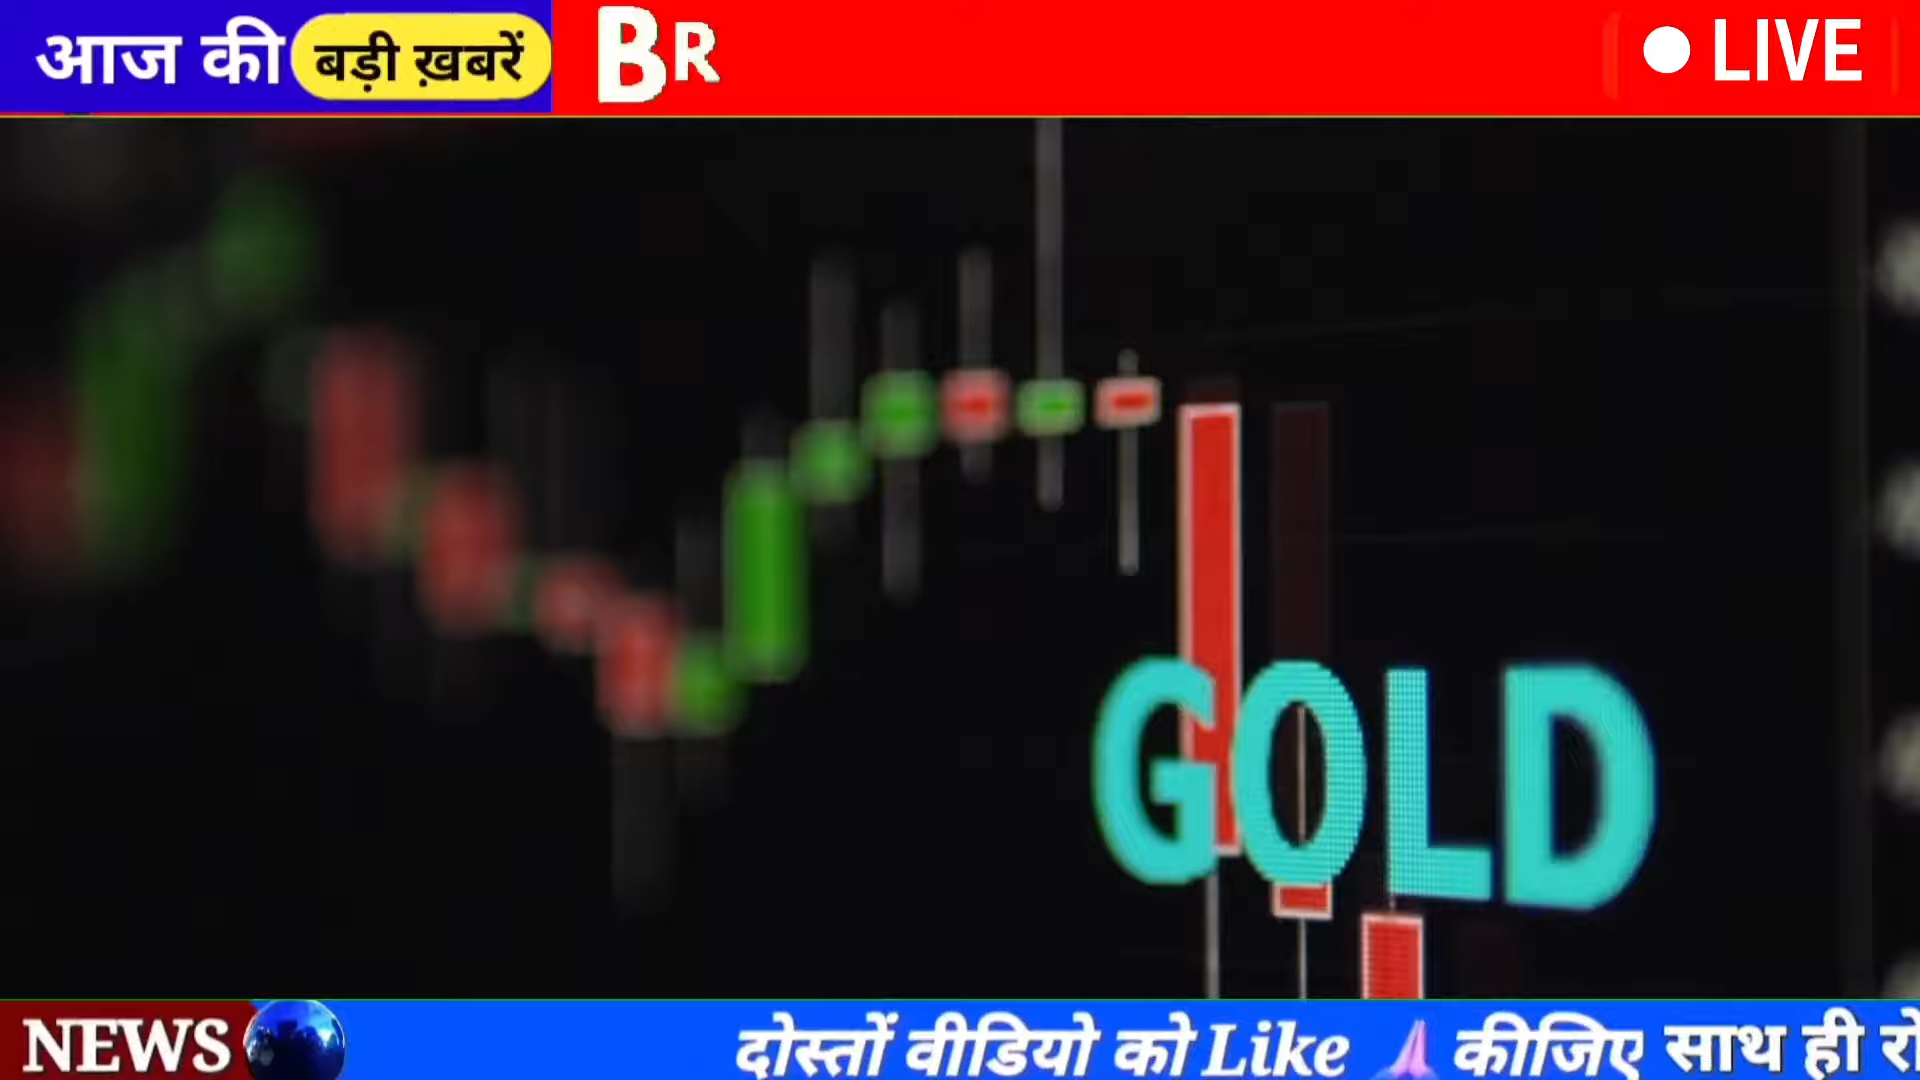 आज की बड़ी ख़बरें
BR
LIVE
GOLD
NEWS
दोस्तों वीडियो को Like 🙏 कीजिए साथ ही